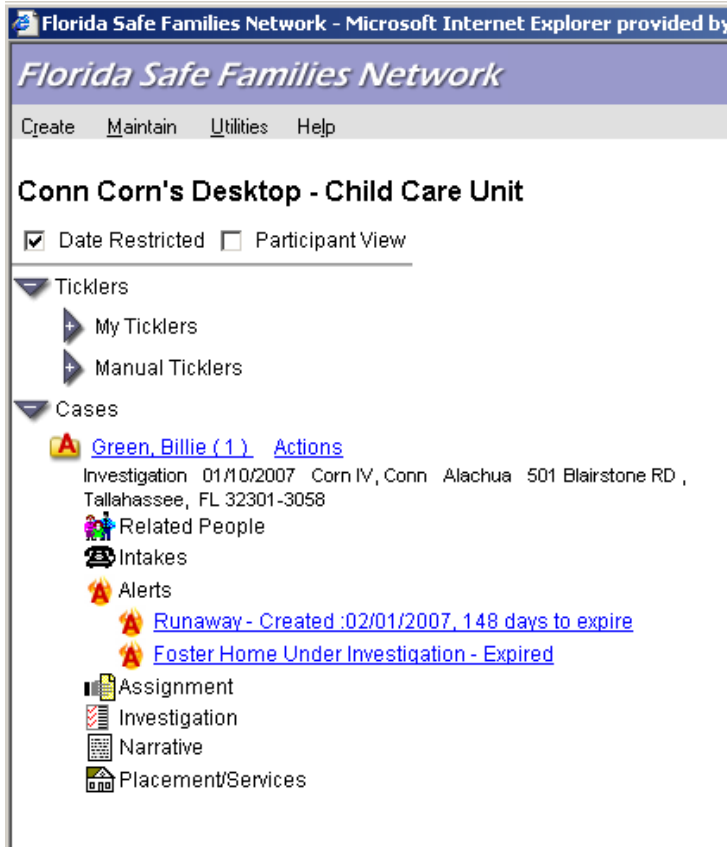 Florida Safe Families Network - Microsoft Internet Explorer provided by
Florida Safe Families Network
Create Maintain Utilities Help
Conn Corn's Desktop - Child Care Unit
Date Restricted Participant View
Ticklers
My Ticklers
Manual Ticklers
Cases
Green, Billie ( 1 ) Actions
Investigation 01/10/2007 Corn IV, Conn Alachua 501 Blairstone RD ,
Tallahassee, FL 32301-3058
Related People
Intakes
Alerts
Runaway - Created :02/01/2007, 148 days to expire
Foster Home Under Investigation - Expired
Assignment
Investigation
Narrative
Placement/Services